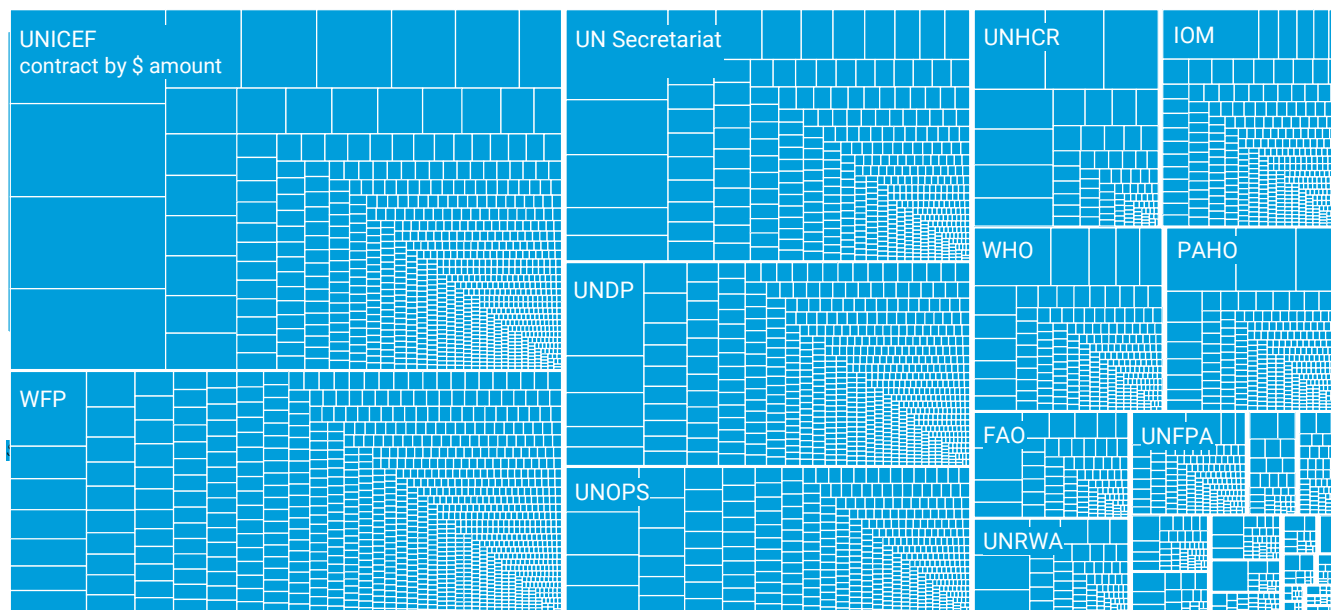 UNICEF
contract by $ amount
UN Secretariat
UNHCR
IOM
WHO
PAHO
UNDP
WFP
FAO
UNFPA
UNOPS
UNRWA